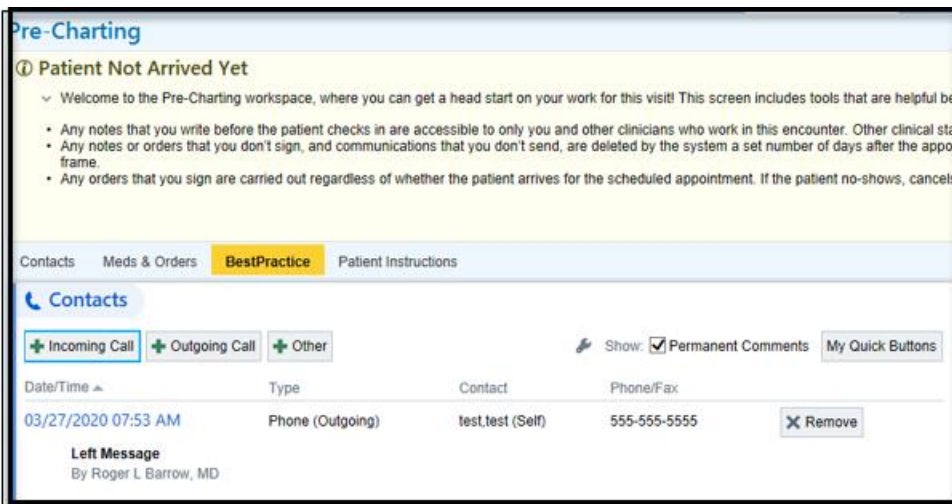 Pre-Charting
Patient Not Arrived Yet
Welcome to the Pre-Charting workspace, where you can get a head start on your work for this visit! This screen includes tools that are helpful be
• Any notes that you write before the patient checks in are accessible to only you and other clinicians who work in this encounter. Other clinical sta
• Any notes or orders that you don't sign, and communications that you don't send, are deleted by the system a set number of days after the appo
frame.
• Any orders that you sign are carried out regardless of whether the patient arrives for the scheduled appointment. If the patient no-shows, cancels
Contacts Meds & Orders BestPractice Patient Instructions
Contacts
Incoming Call Outgoing Call Other Show: Permanent Comments My Quick Buttons
Date/Time Type Contact Phone/Fax
03/27/2020 07:53 AM Phone (Outgoing) test,test (Self) 555-555-5555 Remove
Left Message
By Roger L Barrow, MD